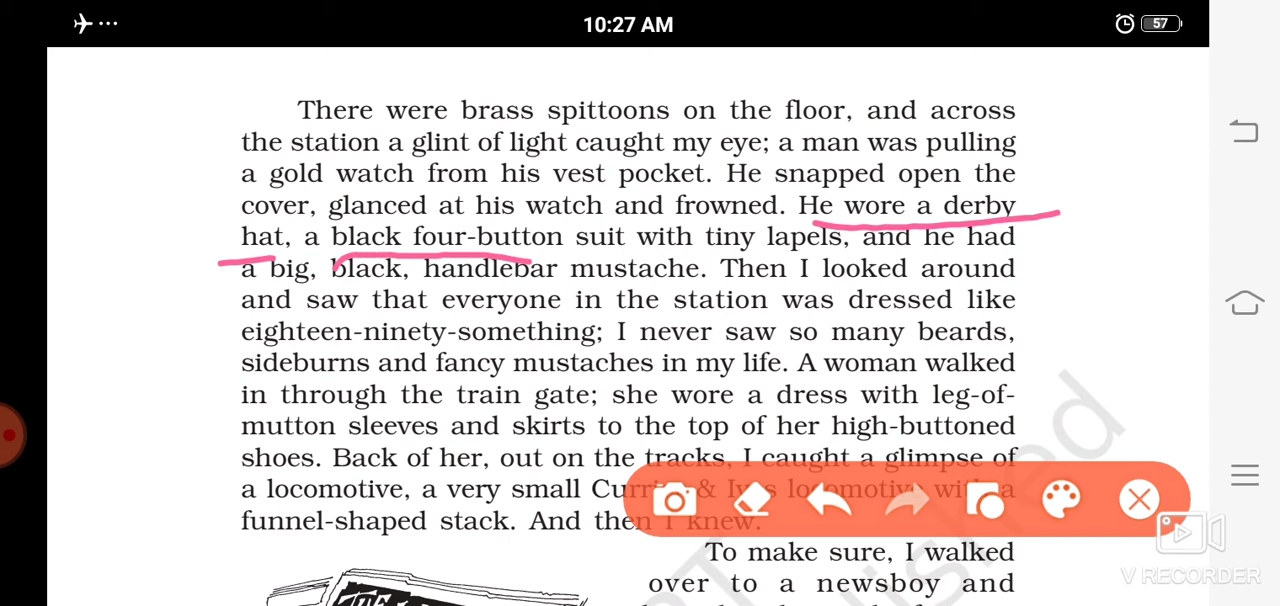 10:27 AM
57
There were brass spittoons on the floor, and across
the station a glint of light caught my eye; a man was pulling
a gold watch from his vest pocket. He snapped open the
cover, glanced at his watch and frowned. He wore a derby
hat, a black four-button suit with tiny lapels, and he had
a big, black, handlebar mustache. Then I looked around
and saw that everyone in the station was dressed like
eighteen-ninety-something; I never saw so many beards,
sideburns and fancy mustaches in my life. A woman walked
in through the train gate; she wore a dress with leg-of-
mutton sleeves and skirts to the top of her high-buttoned
shoes. Back of her, out on the tracks, I caught a glimpse of
a locomotive, a very small Currier & Ives locomotive with a
funnel-shaped stack. And then I knew.
To make sure, I walked
over to a newsboy and
V RECORDER